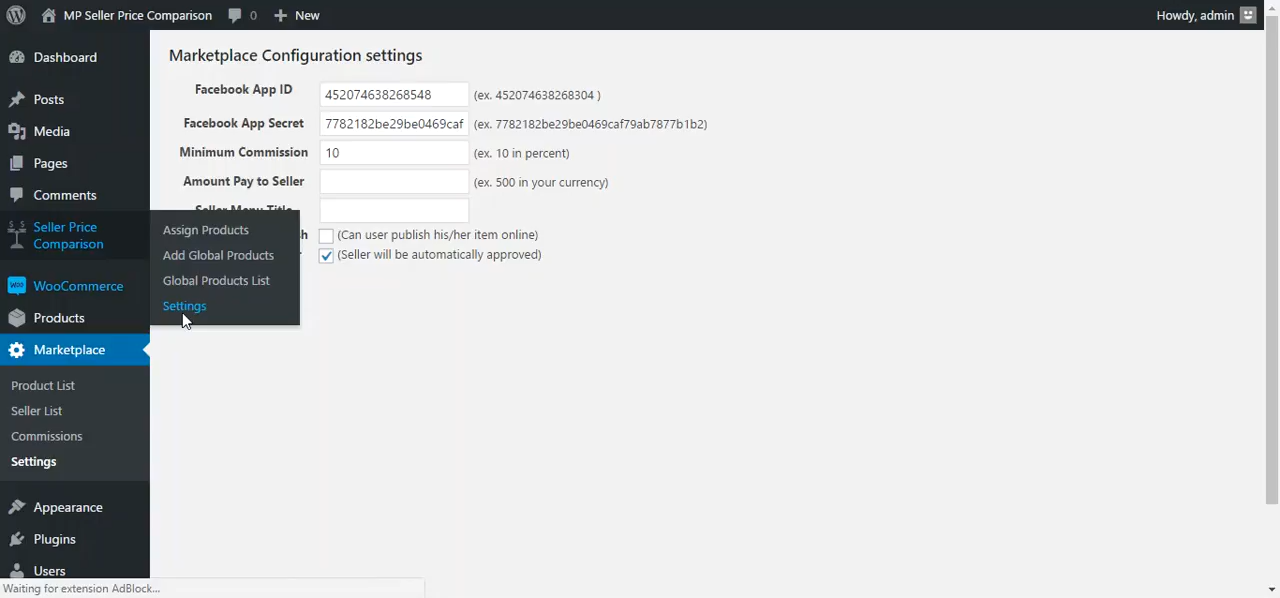 MP Seller Price Comparison 0 New Howdy, admin
Dashboard
Posts
Media
Pages
Comments
Seller Price
Comparison
WooCommerce
Products
Marketplace
Product List
Seller List
Commissions
Settings
Appearance
Plugins
Users
Assign Products
Add Global Products
Global Products List
Settings
Marketplace Configuration settings
Facebook App ID 452074638268548 (ex. 452074638268304 )
Facebook App Secret 7782182be29be0469caf (ex. 7782182be29be0469caf79ab7877b1b2)
Minimum Commission 10 (ex. 10 in percent)
Amount Pay to Seller (ex. 500 in your currency)
Seller Menu Title
(Can user publish his/her item online)
(Seller will be automatically approved)
Waiting for extension AdBlock...